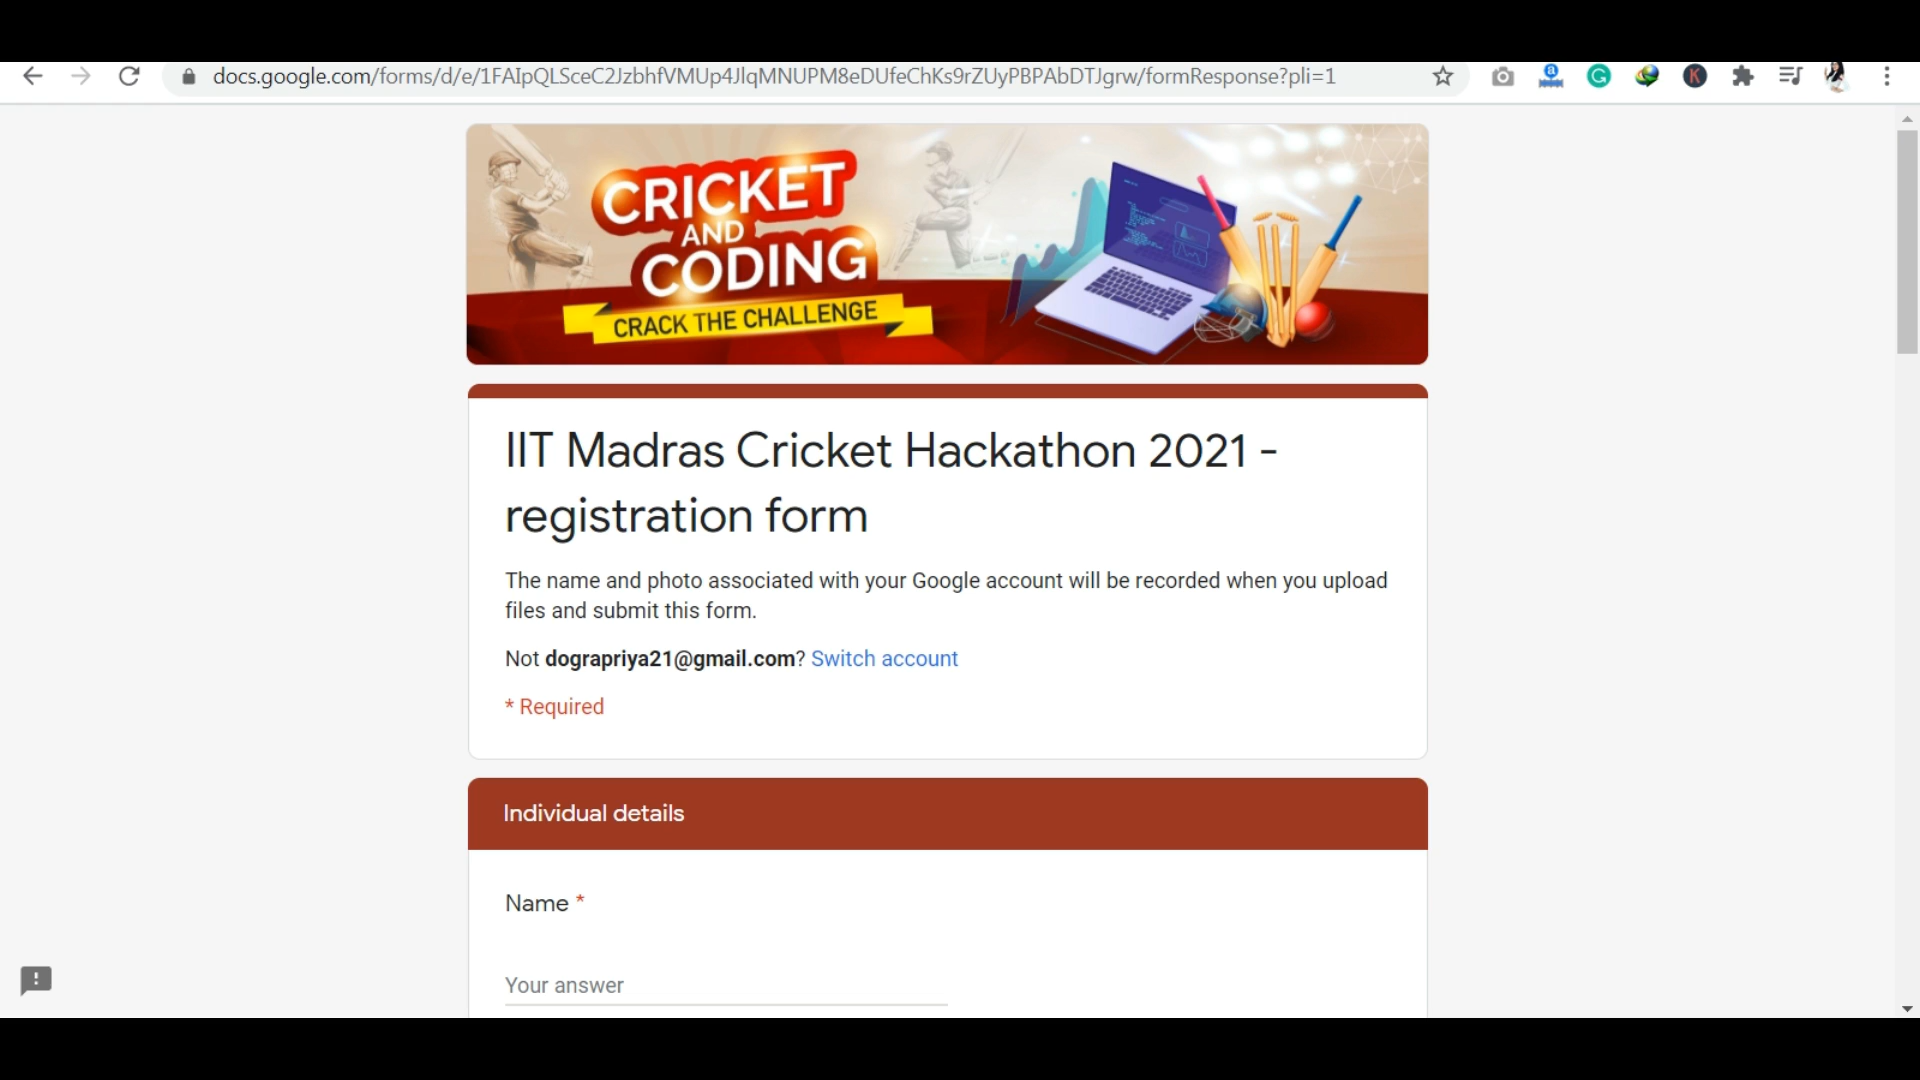 docs.google.com/forms/d/e/1FAIpQLSceC2JzbhfVMUp4JlqMNUPM8eDUfeChKs9rZUyPBPAbDTJgrw/formResponse?pli=1
CRICKET
AND
CODING
CRACK THE CHALLENGE
IIT Madras Cricket Hackathon 2021 -
registration form
The name and photo associated with your Google account will be recorded when you upload
files and submit this form.
Not dograpriya21@gmail.com? Switch account
* Required
Individual details
Name *
Your answer